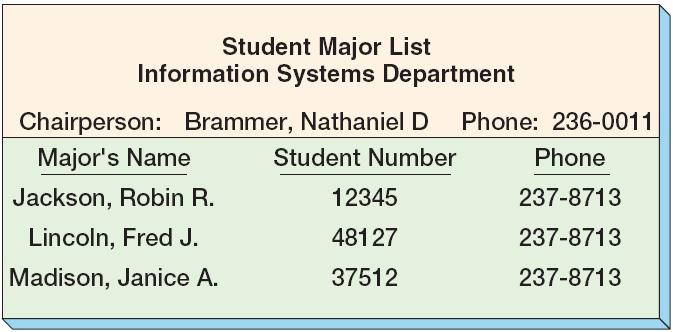 Student Major List
Information Systems Department
Chairperson: Brammer, Nathaniel D Phone: 236-0011
Major's Name Student Number Phone
Jackson, Robin R. 12345 237-8713
Lincoln, Fred J. 48127 237-8713
Madison, Janice A. 37512 237-8713